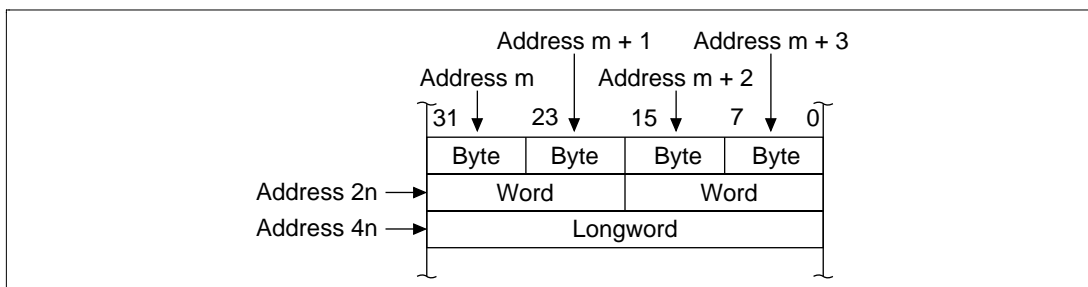 Address m + 1 Address m + 3
Address m Address m + 2
31 23 15 7 0
Byte Byte Byte Byte
Address 2n Word Word
Address 4n Longword